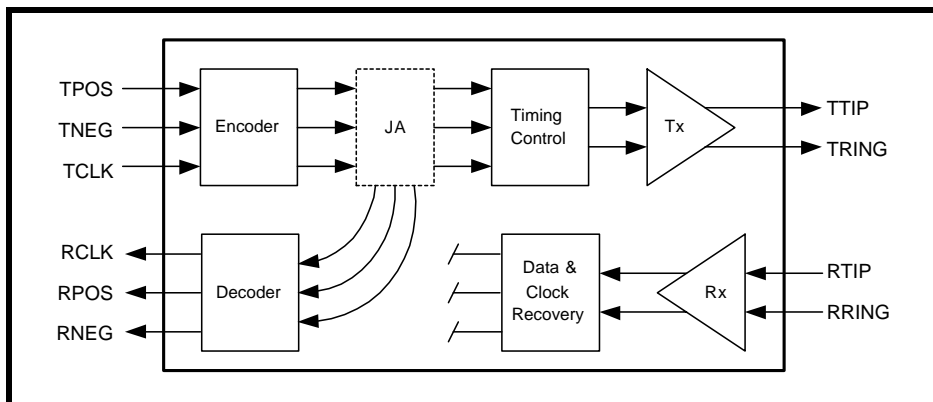 TPOS
TNEG
TCLK
Encoder
JA
Timing
Control
Tx
TTIP
TRING
RCLK
RPOS
RNEG
Decoder
Data &
Clock
Recovery
Rx
RTIP
RRING